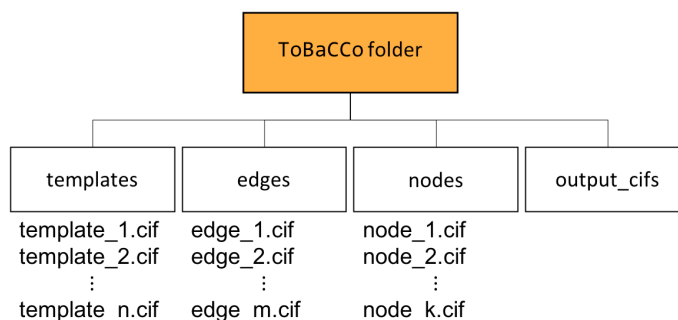 ToBaCCo folder
templates
edges
nodes
output_cifs
template_1.cif
edge_1.cif
node_1.cif
template_2.cif
edge_2.cif
node_2.cif
⋮
⋮
⋮
template_n.cif
edge_m.cif
node_k.cif